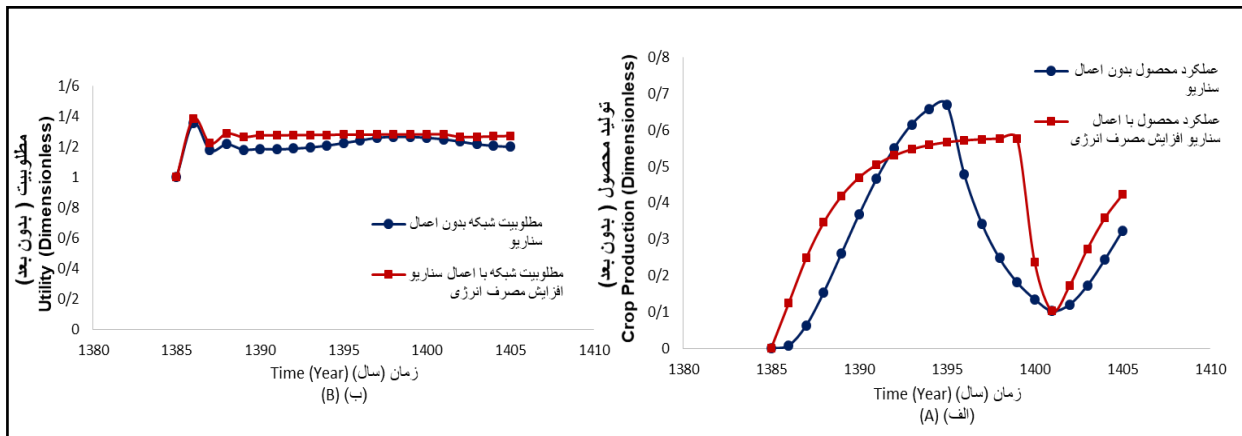 1/6
1/4
1/2
1
0/8
0/6
0/4
0/2
0
مطلوبیت ( بدون بعد)
Utility (Dimensionless)
مطلوبیت شبکه بدون اعمال
سناریو
مطلوبیت شبکه با اعمال سناریو
افزایش مصرف انرژی
1380 1385 1390 1395 1400 1405 1410
Time (Year) زمان (سال)
(B) (ب)
0/8
0/7
0/6
0/5
0/4
0/3
0/2
0/1
0
تولید محصول ( بدون بعد)
Crop Production (Dimensionless)
عملکرد محصول بدون اعمال
سناریو
عملکرد محصول با اعمال
سناریو افزایش مصرف انرژی
1380 1385 1390 1395 1400 1405 1410
Time (Year) زمان (سال)
(A) (الف)